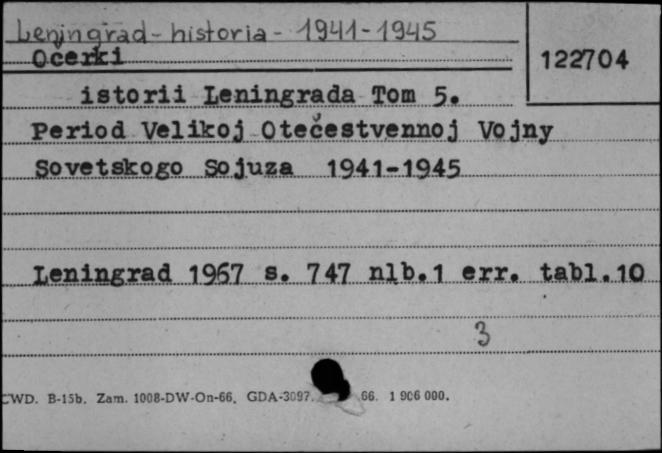 Leningrad - historia - 1941-1945
Ocerki
122704
istorii Leningrada Tom 5.
Period Velikoj Otečestvennoj Vojny
Sovetskogo Sojuza 1941-1945
Leningrad 1967 s. 747 nlb.1 err. tabl.10
3
CWD. B-15b. Zam. 1008-DW-On-66. GDA-3097. 66. 1 906 000.